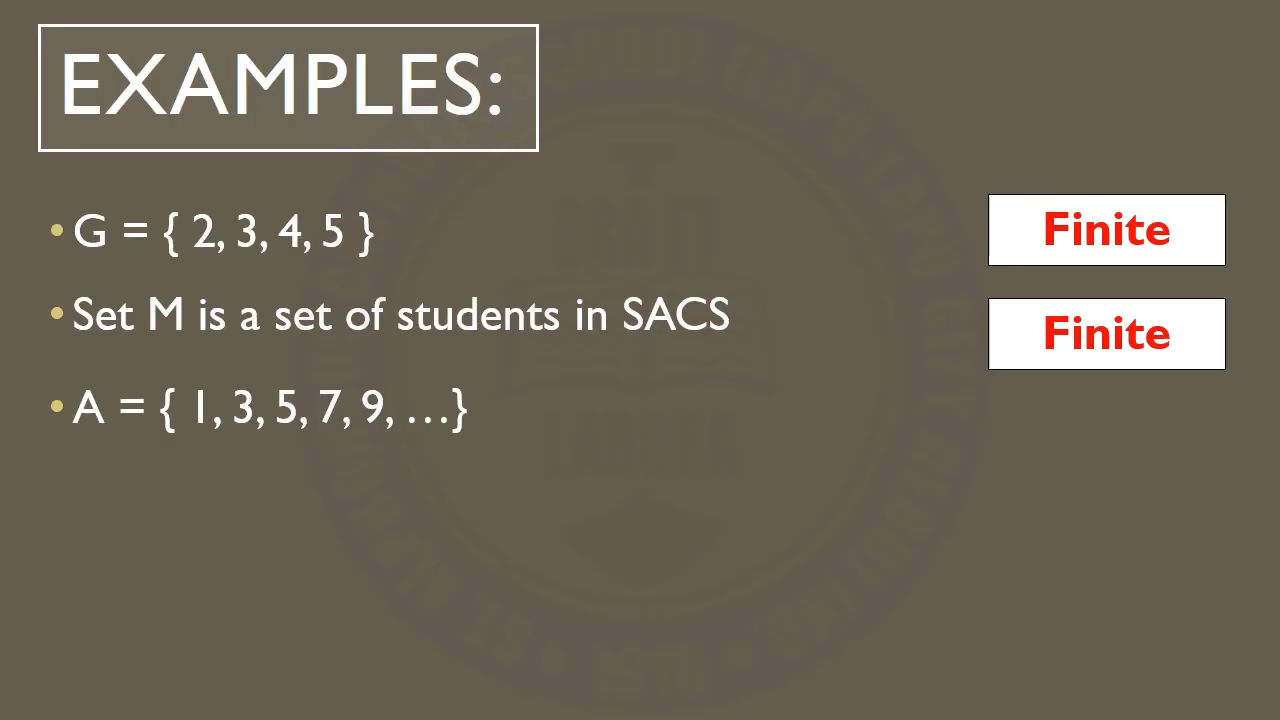 EXAMPLES:
• G = { 2, 3, 4, 5 }
Finite
• Set M is a set of students in SACS
Finite
• A = { 1, 3, 5, 7, 9, …}